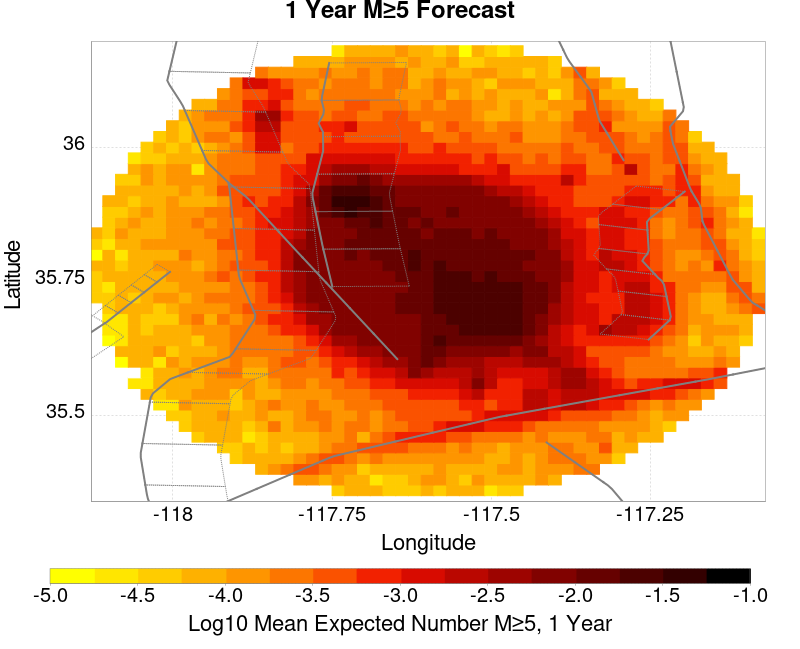 1 Year M≥5 Forecast
Latitude
36
35.75
35.5
-118 -117.75 -117.5 -117.25
Longitude
-5.0 -4.5 -4.0 -3.5 -3.0 -2.5 -2.0 -1.5 -1.0
Log10 Mean Expected Number M≥5, 1 Year